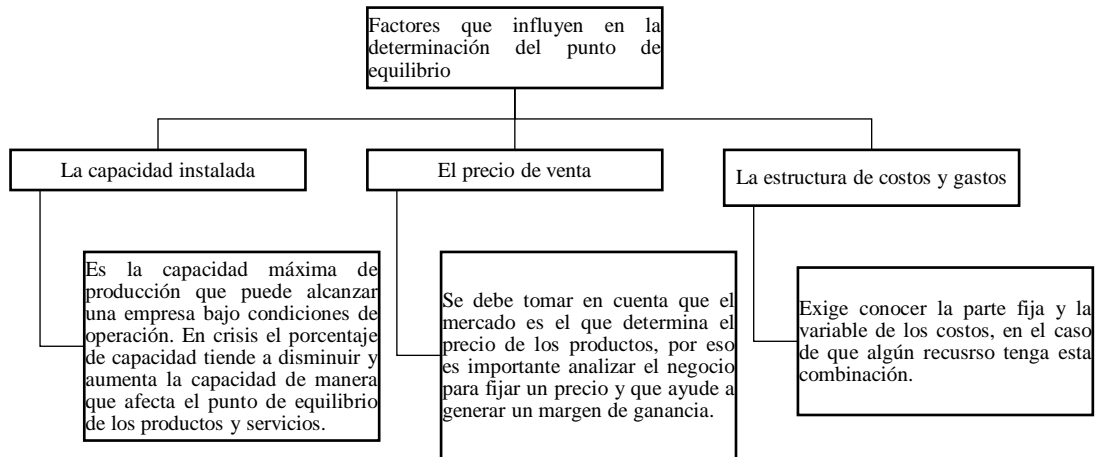 Factores que influyen en la
determinación del punto de
equilibrio
La capacidad instalada
El precio de venta
La estructura de costos y gastos
Es la capacidad máxima de
producción que puede alcanzar
una empresa bajo condiciones de
operación. En crisis el porcentaje
de capacidad tiende a disminuir y
aumenta la capacidad de manera
que afecta el punto de equilibrio
de los productos y servicios.
Se debe tomar en cuenta que el
mercado es el que determina el
precio de los productos, por eso
es importante analizar el negocio
para fijar un precio y que ayude a
generar un margen de ganancia.
Exige conocer la parte fija y la
variable de los costos, en el caso
de que algún recusrso tenga esta
combinación.